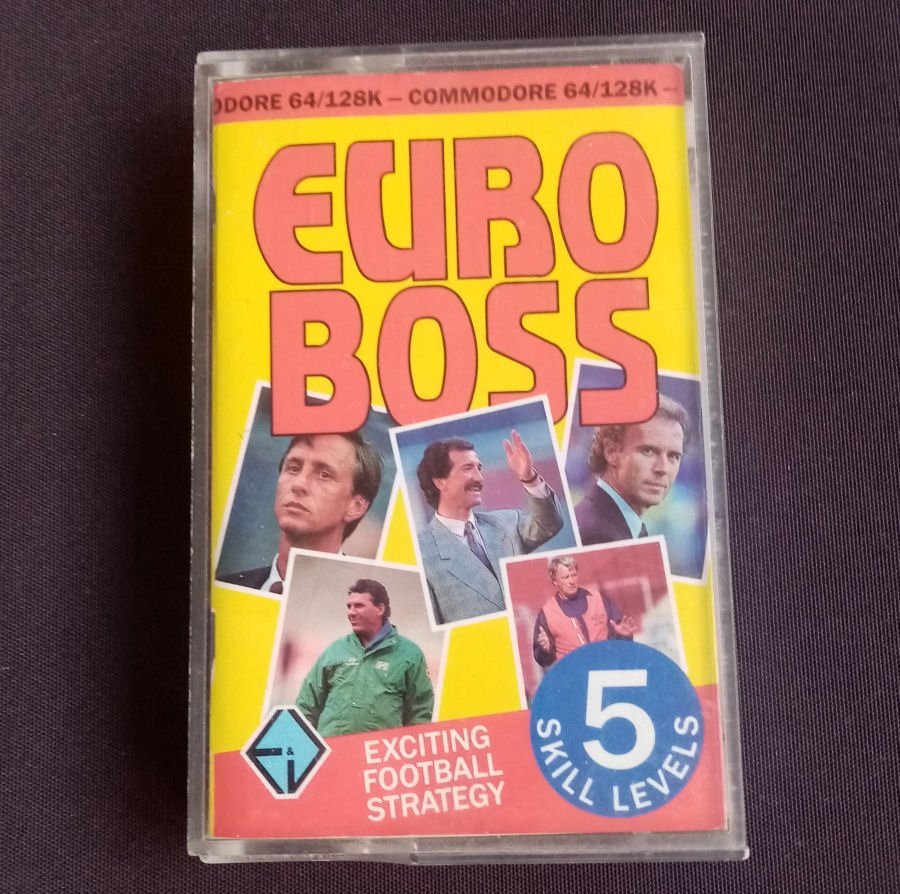 ODORE 64/128K – COMMODORE 64/128K –
EURO
BOSS
5
SKILL LEVELS
EXCITING
FOOTBALL
STRATEGY